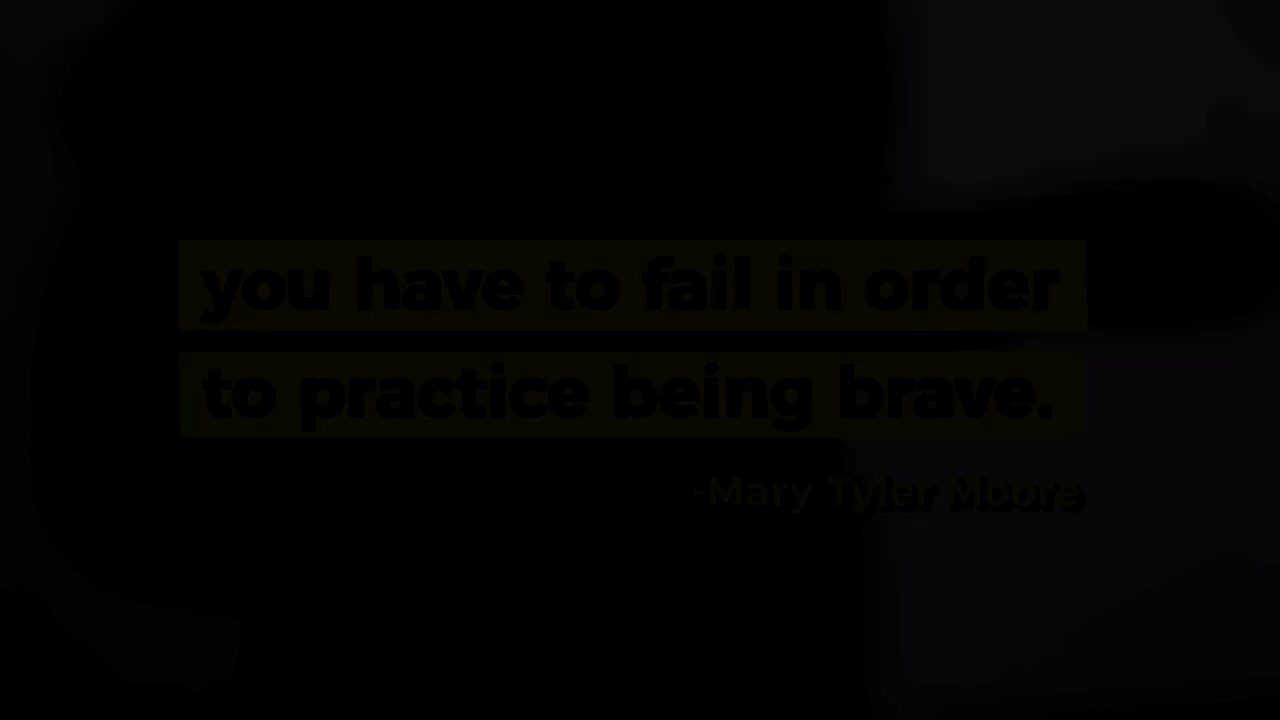 you have to fail in order
to practice being brave.
-Mary Tyler Moore